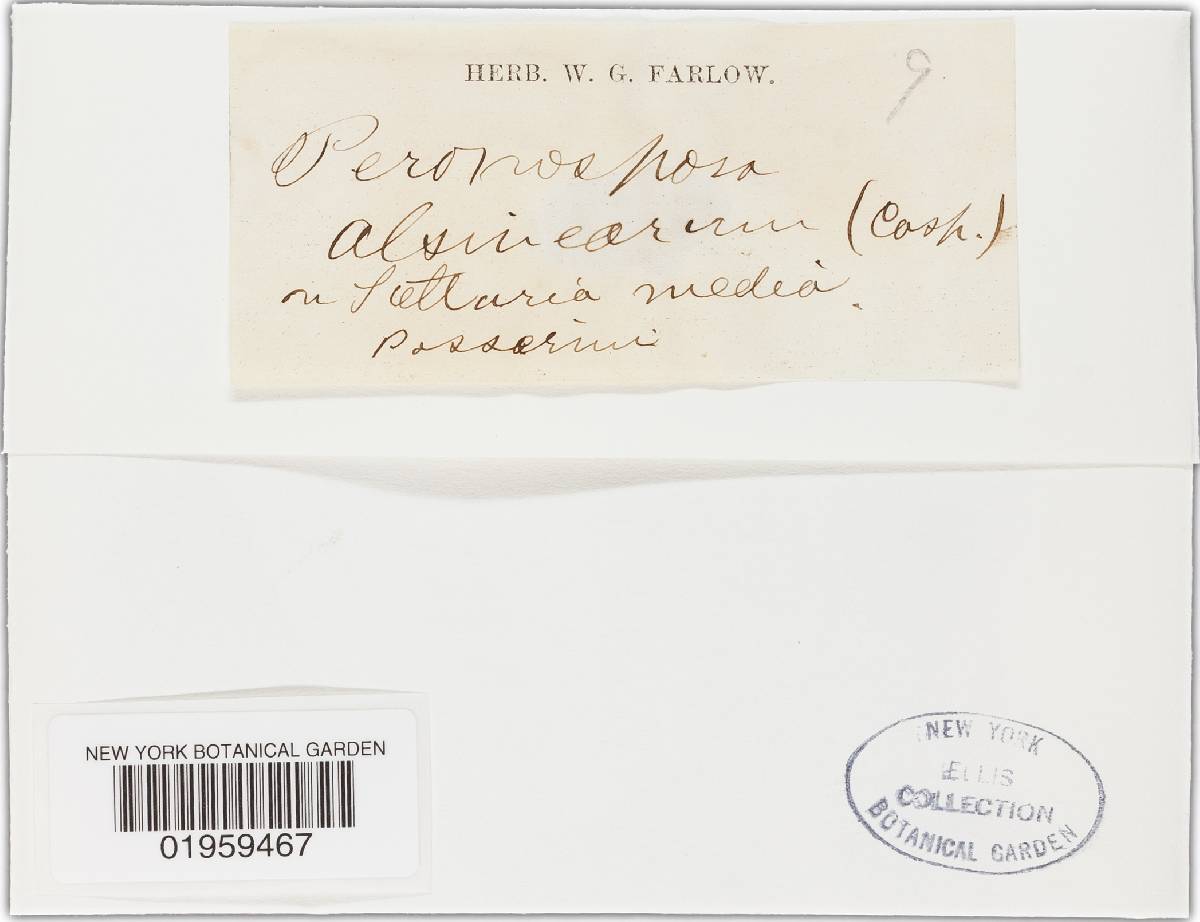 HERB. W. G. FARLOW.
9
Peronospora
Alsinearum (Casp.)
on Stellaria media.
Passerini
NEW YORK BOTANICAL GARDEN
01959467
NEW YORK
ELLIS
COLLECTION
BOTANICAL GARDEN